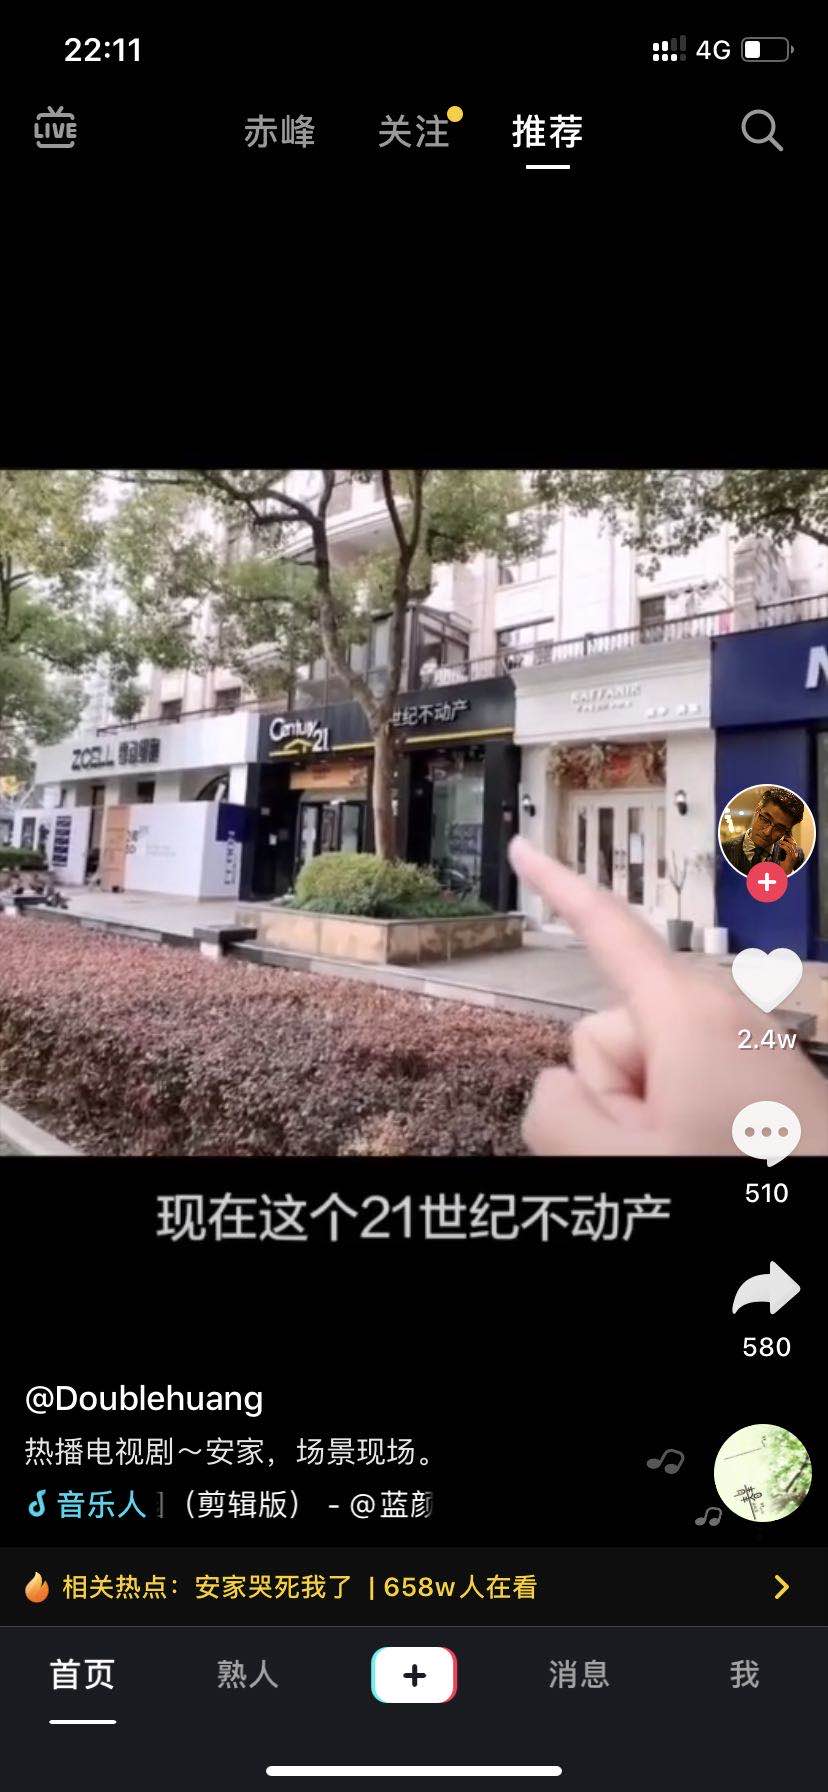 22:11
4G
LIVE
赤峰
关注
推荐
ZCELL
Century 21
世纪不动产
RAFFANIK
现在这个21世纪不动产
2.4w
510
580
@Doublehuang
热播电视剧～安家，场景现场。
音乐人 （剪辑版） - @蓝颜
相关热点：安家哭死我了 | 658w人在看
首页
熟人
消息
我